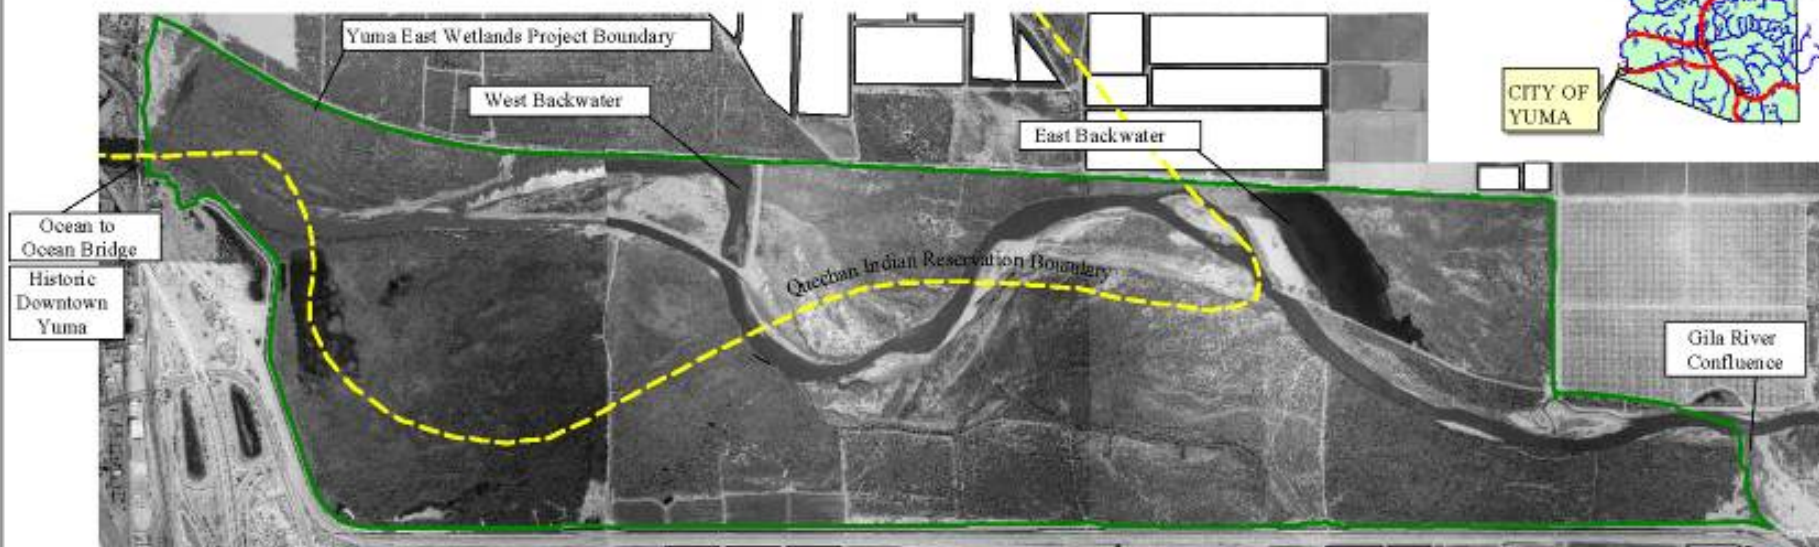 Yuma East Wetlands Project Boundary
West Backwater
East Backwater
CITY OF
YUMA
Ocean to
Ocean Bridge
Historic
Downtown
Yuma
Quechan Indian Reservation Boundary
Gila River
Confluence